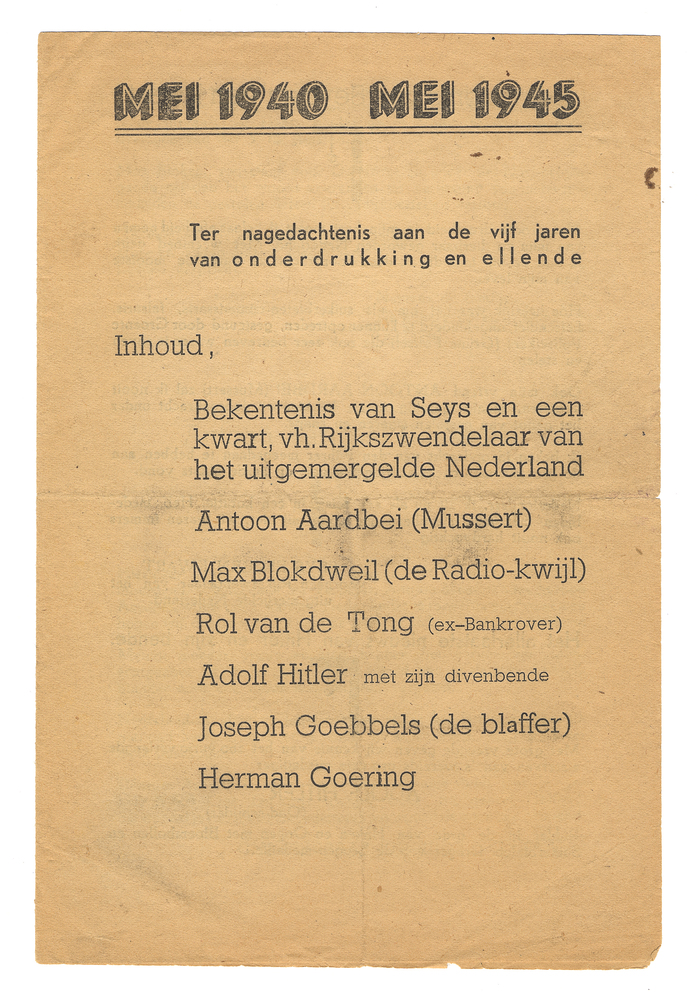 MEI 1940 MEI 1945
Ter nagedachtenis aan de vijf jaren
van onderdrukking en ellende
Inhoud,
Bekentenis van Seys en een
kwart, vh. Rijkszwendelaar van
het uitgemergelde Nederland
Antoon Aardbei (Mussert)
Max Blokdweil (de Radio-kwijl)
Rol van de Tong (ex-Bankrover)
Adolf Hitler met zijn divenbende
Joseph Goebbels (de blaffer)
Herman Goering